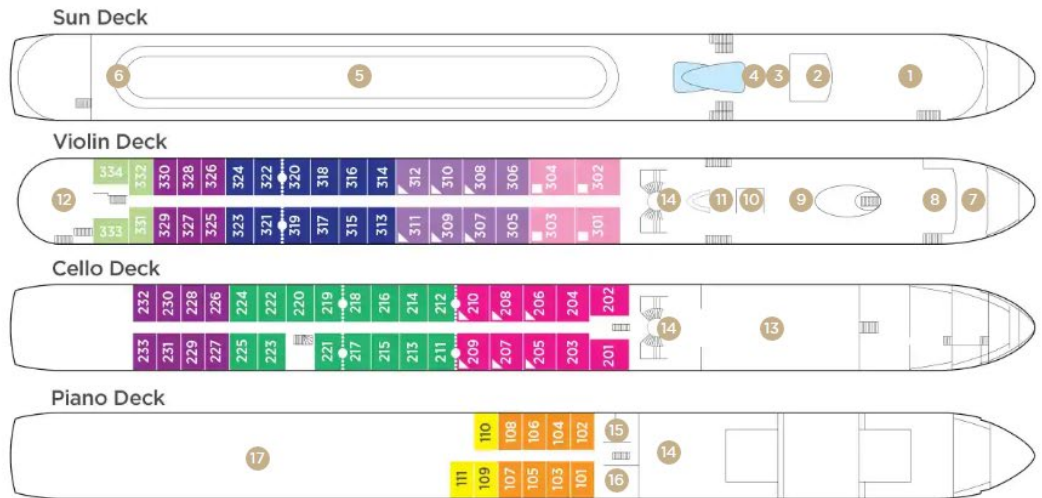 Sun Deck
6 5 4 3 2 1
Violin Deck
334 332 330 328 326 324 322 320 318 316 314 312 310 308 306 304 302
12 14 11 10 9 8 7
333 331 329 327 325 323 321 319 317 315 313 311 309 307 305 303 301
Cello Deck
232 230 228 226 224 222 220 219 218 216 214 212 210 208 206 204 202
14 13
233 231 229 227 225 223 221 217 215 213 211 209 207 205 203 201
Piano Deck
110 108 106 104 102 15
17 14
111 109 107 105 103 101 16